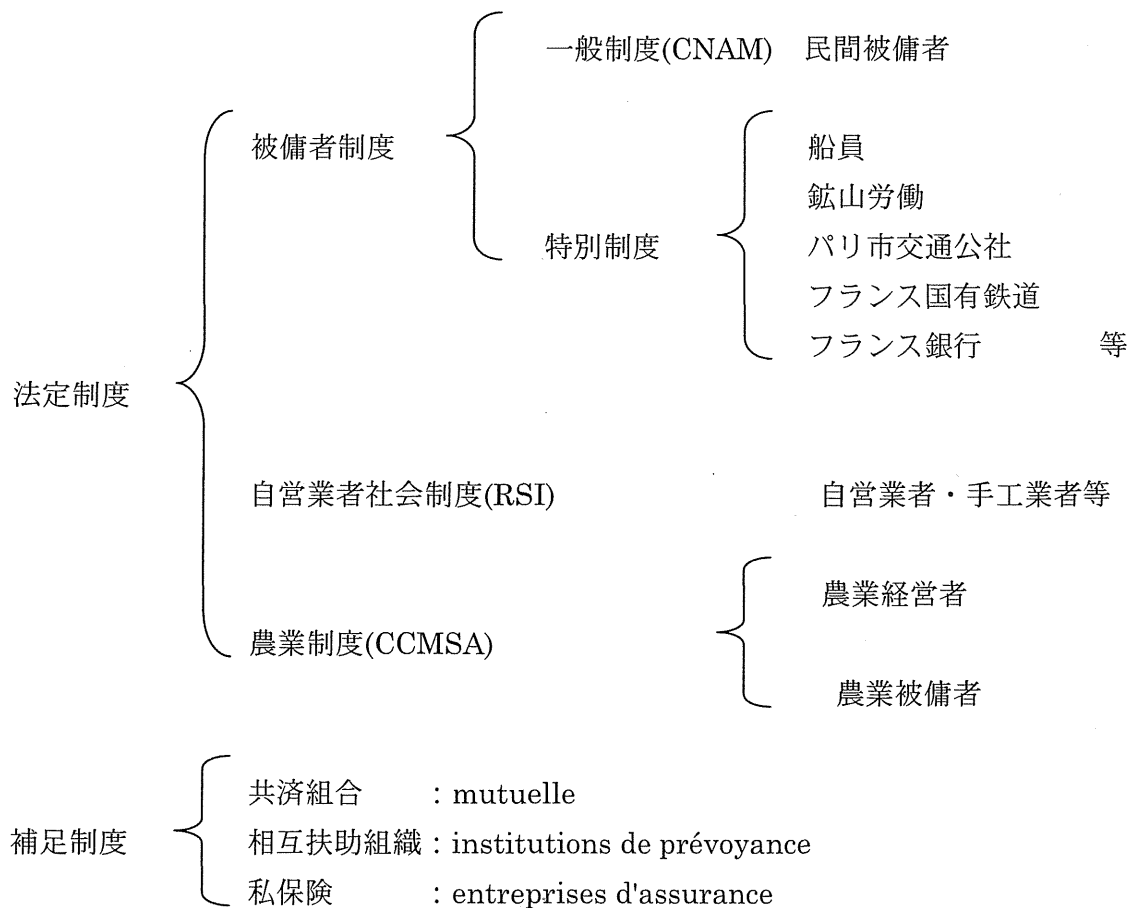 一般制度(CNAM) 民間被傭者
被傭者制度
船員
鉱山労働
特別制度
パリ市交通公社
フランス国有鉄道
フランス銀行 等
法定制度
自営業者社会制度(RSI) 自営業者・手工業者等
農業経営者
農業制度(CCMSA)
農業被傭者
共済組合 : mutuelle
補足制度
相互扶助組織 : institutions de prévoyance
私保険 : entreprises d'assurance